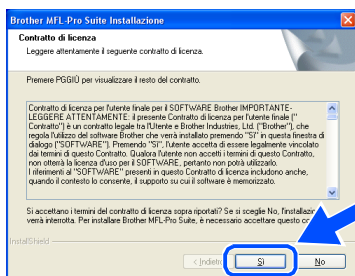 Brother MFL-Pro Suite Installazione
Contratto di licenza
Leggere attentamente il seguente contratto di licenza.
Premere PGGIÙ per visualizzare il resto del contratto.
Contratto di licenza per l'utente finale per il SOFTWARE Brother IMPORTANTE-
LEGGERE ATTENTAMENTE: il presente Contratto di licenza per l'utente finale ("
Contratto") è un contratto legale tra l'Utente e Brother Industries, Ltd. ("Brother"), che
regola l'utilizzo del software Brother che verrà installato premendo "Sì" in questa finestra di
dialogo ("SOFTWARE"). Premendo "Sì", l'utente accetta di essere legalmente vincolato
dai termini di questo Contratto. Qualora l'utente non accetti i termini di questo Contratto,
non otterrà la licenza d'uso per il SOFTWARE, pertanto non potrà utilizzarlo.
I riferimenti al "SOFTWARE" presenti in questo Contratto di licenza includono anche,
quando il contesto lo consente, il supporto su cui il software è memorizzato.
Si accettano i termini del contratto di licenza sopra riportati? Se si sceglie No, l'installazio
verrà interrotta. Per installare Brother MFL-Pro Suite, è necessario accettare questo co
InstallShield
< Indietro
Sì
No